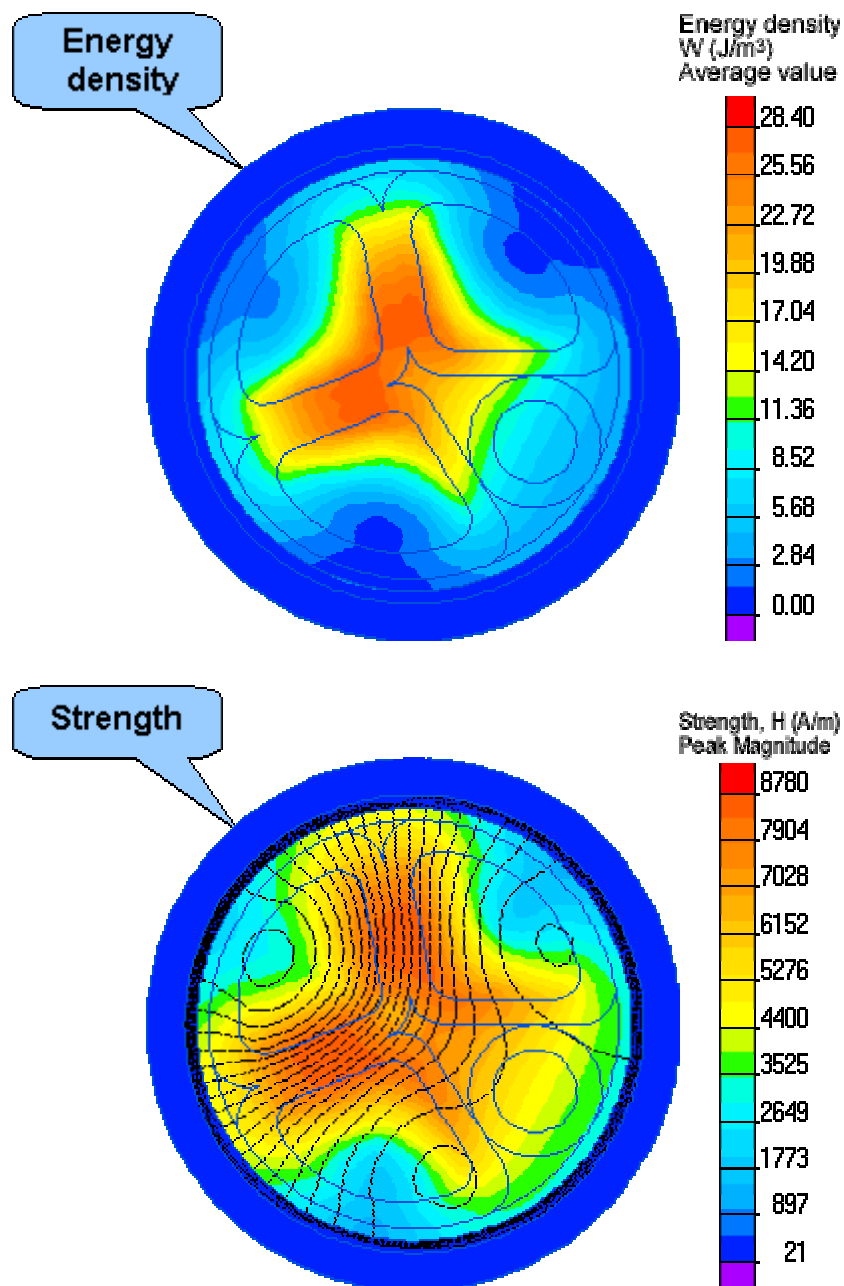 Energy
density
Energy density
W (J/m³)
Average value
28.40
25.56
22.72
19.88
17.04
14.20
11.36
8.52
5.68
2.84
0.00
Strength
Strength, H (A/m)
Peak Magnitude
8780
7904
7028
6152
5276
4400
3525
2649
1773
897
21